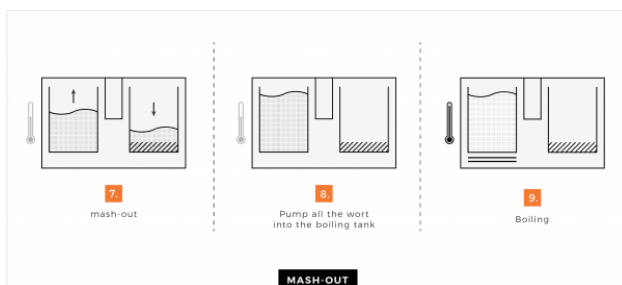 7.
mash-out
8.
Pump all the wort
into the boiling tank
9.
Boiling
MASH-OUT